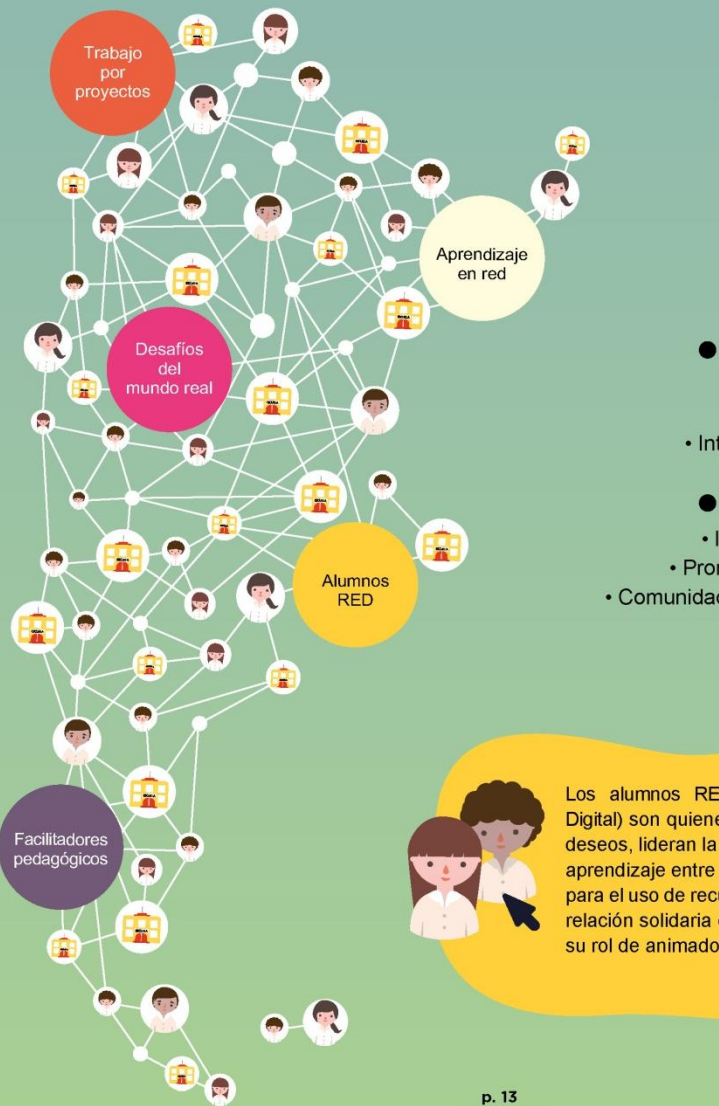 Trabajo
por
proyectos
Aprendizaje
en red
Desafíos
del
mundo real
Alumnos
RED
Facilitadores
pedagógicos
●
• Int
●
• I
• Pron
• Comunidad
Los alumnos RE
Digital) son quiene
deseos, lideran la
aprendizaje entre
para el uso de recu
relación solidaria
su rol de animado
p. 13